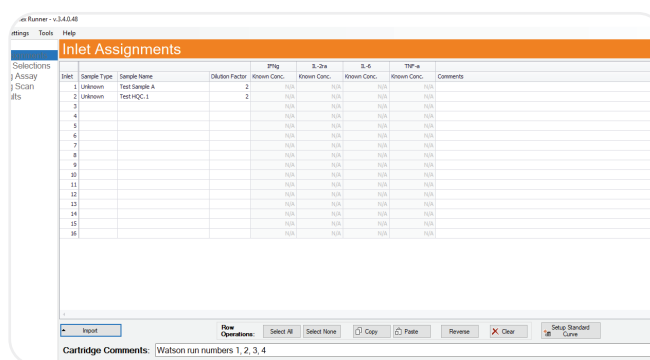 ex Runner - v.3.4.0.48
ettings Tools Help
Inlet Assignments
Selections
g Assay
g Scan
ults
IFNg IL-2ra IL-6 TNF-a
Inlet Sample Type Sample Name Dilution Factor Known Conc. Known Conc. Known Conc. Known Conc. Comments
1 Unknown Test Sample A 2 N/A N/A N/A N/A
2 Unknown Test HQC-1 2 N/A N/A N/A N/A
3 N/A N/A N/A N/A
4 N/A N/A N/A N/A
5 N/A N/A N/A N/A
6 N/A N/A N/A N/A
7 N/A N/A N/A N/A
8 N/A N/A N/A N/A
9 N/A N/A N/A N/A
10 N/A N/A N/A N/A
11 N/A N/A N/A N/A
12 N/A N/A N/A N/A
13 N/A N/A N/A N/A
14 N/A N/A N/A N/A
15 N/A N/A N/A N/A
16 N/A N/A N/A N/A
Import Row Operations: Select All Select None Copy Paste Reverse Clear Setup Standard Curve
Cartridge Comments: Watson run numbers 1, 2, 3, 4